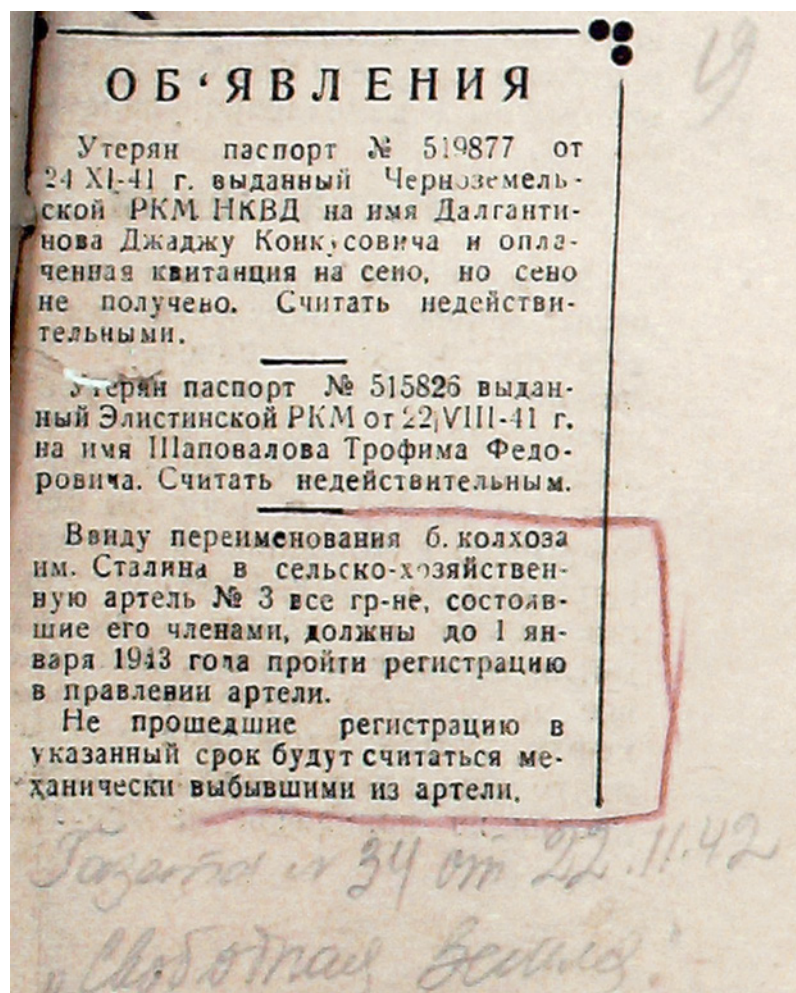 ОБ‘ЯВЛЕНИЯ
Утерян паспорт № 519877 от
24 XI-41 г. выданный Черноземель-
ской РКМ НКВД на имя Далганти-
нова Джаджу Конкусовича и опла-
ченная квитанция на сено, но сено
не получено. Считать недействи-
тельными.
Утерян паспорт № 515826 выдан-
ный Элистинской РКМ от 22/VIII-41 г.
на имя Шаповалова Трофима Федо-
ровича. Считать недействительным.
Ввиду переименования б. колхоза
им. Сталина в сельско-хозяйствен-
ную артель № 3 все гр-не, состояв-
шие его членами, должны до 1 ян-
варя 1943 года пройти регистрацию
в правлении артели.
Не прошедшие регистрацию в
указанный срок будут считаться ме-
ханически выбывшими из артели.
Газета № 34 от 22.11.42
"Свободная земля"